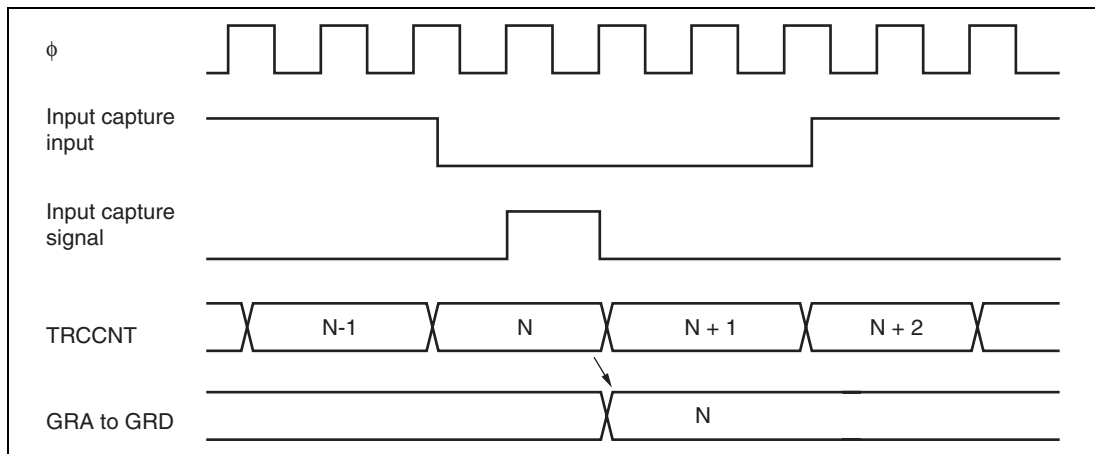 ϕ
Input capture
input
Input capture
signal
TRCCNT
N-1
N
N + 1
N + 2
GRA to GRD
N